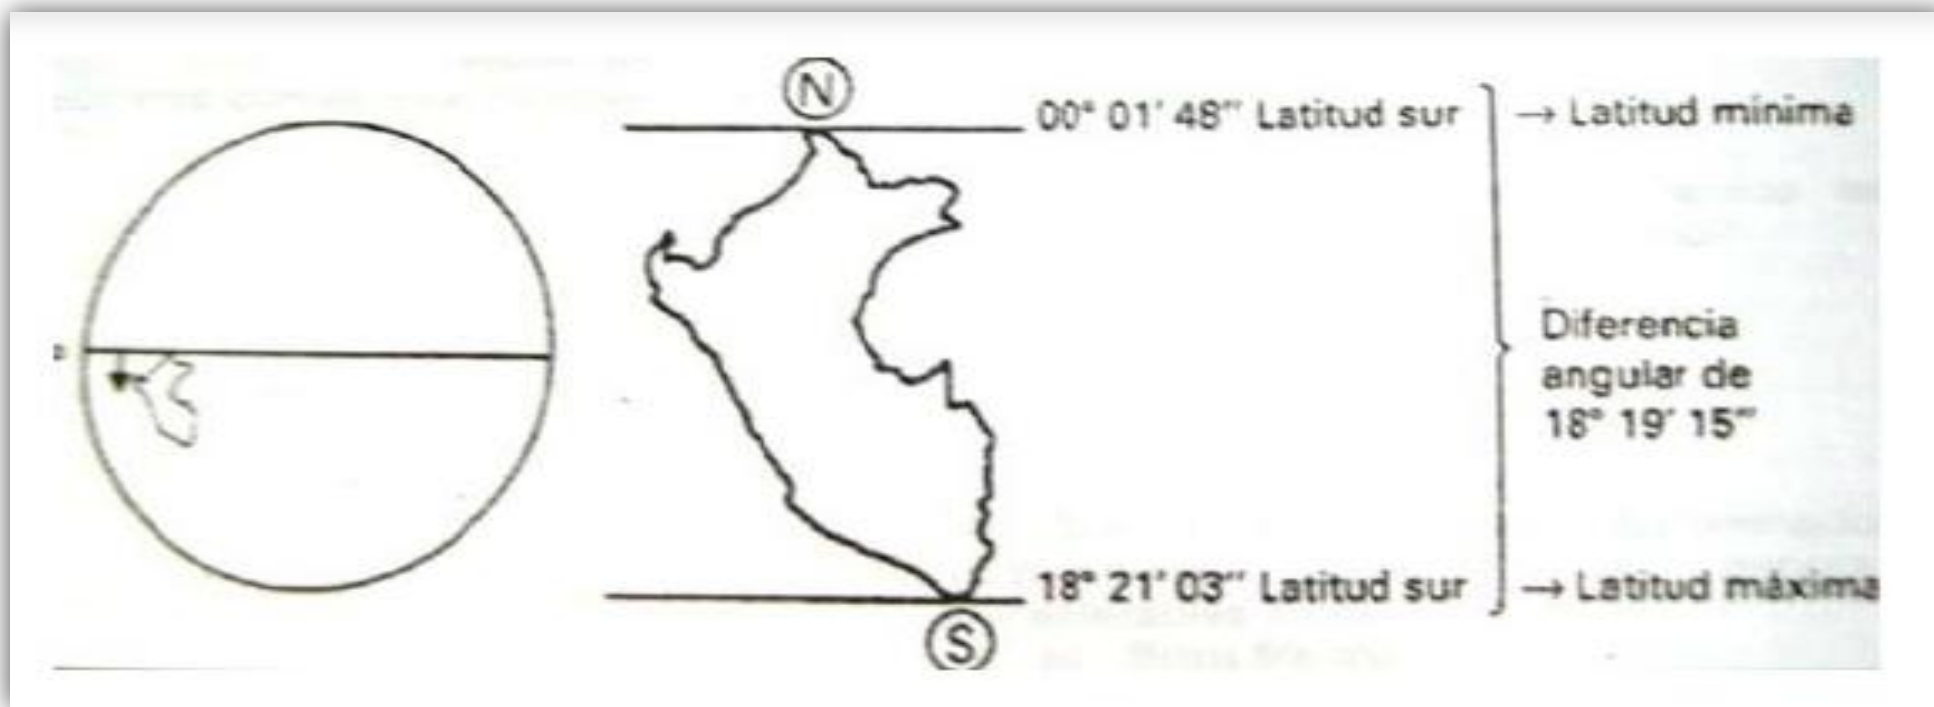 N
00° 01' 48" Latitud sur → Latitud mínima
Diferencia
angular de
18° 19' 15"
18° 21' 03" Latitud sur → Latitud máxima
S